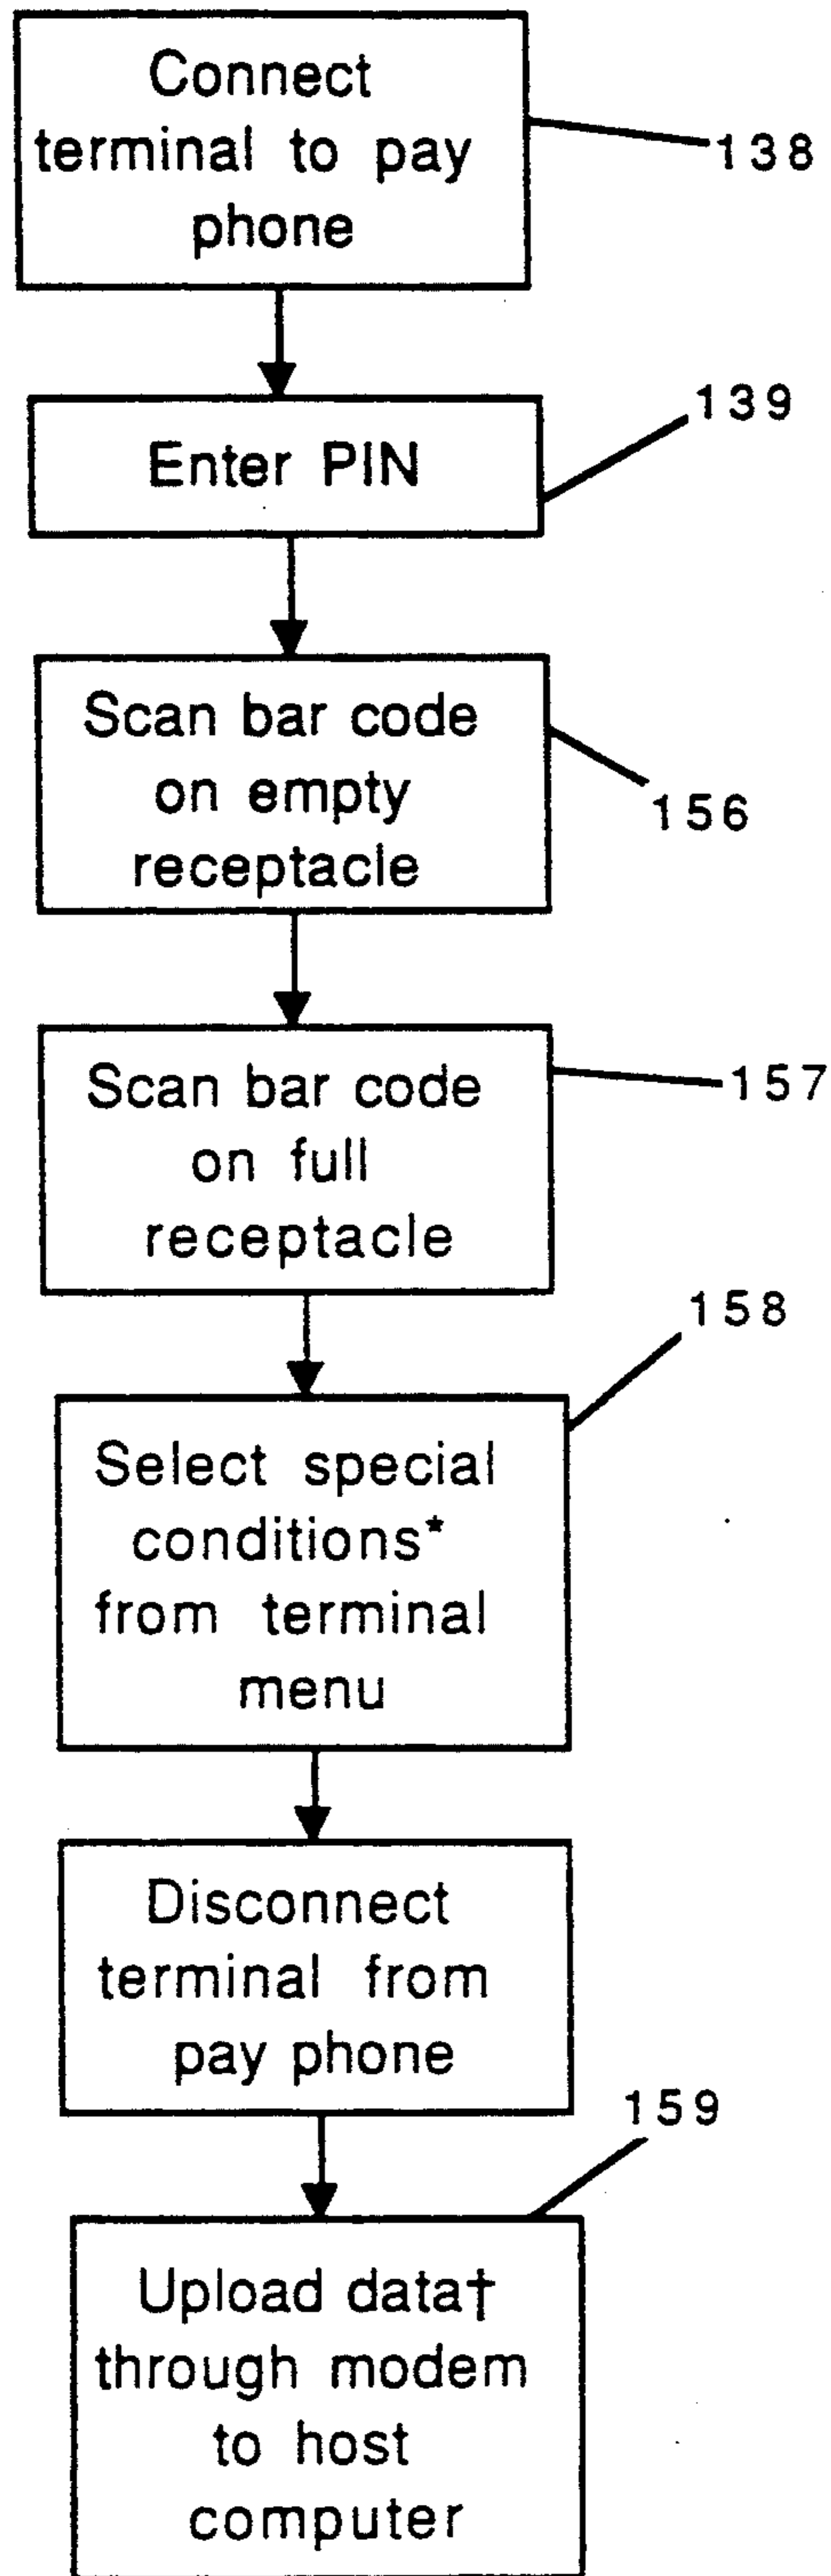 Connect
terminal to pay
phone
138
139
Enter PIN
Scan bar code
on empty
receptacle
156
Scan bar code
on full
receptacle
157
158
Select special
conditions*
from terminal
menu
Disconnect
terminal from
pay phone
159
Upload data†
through modem
to host
computer